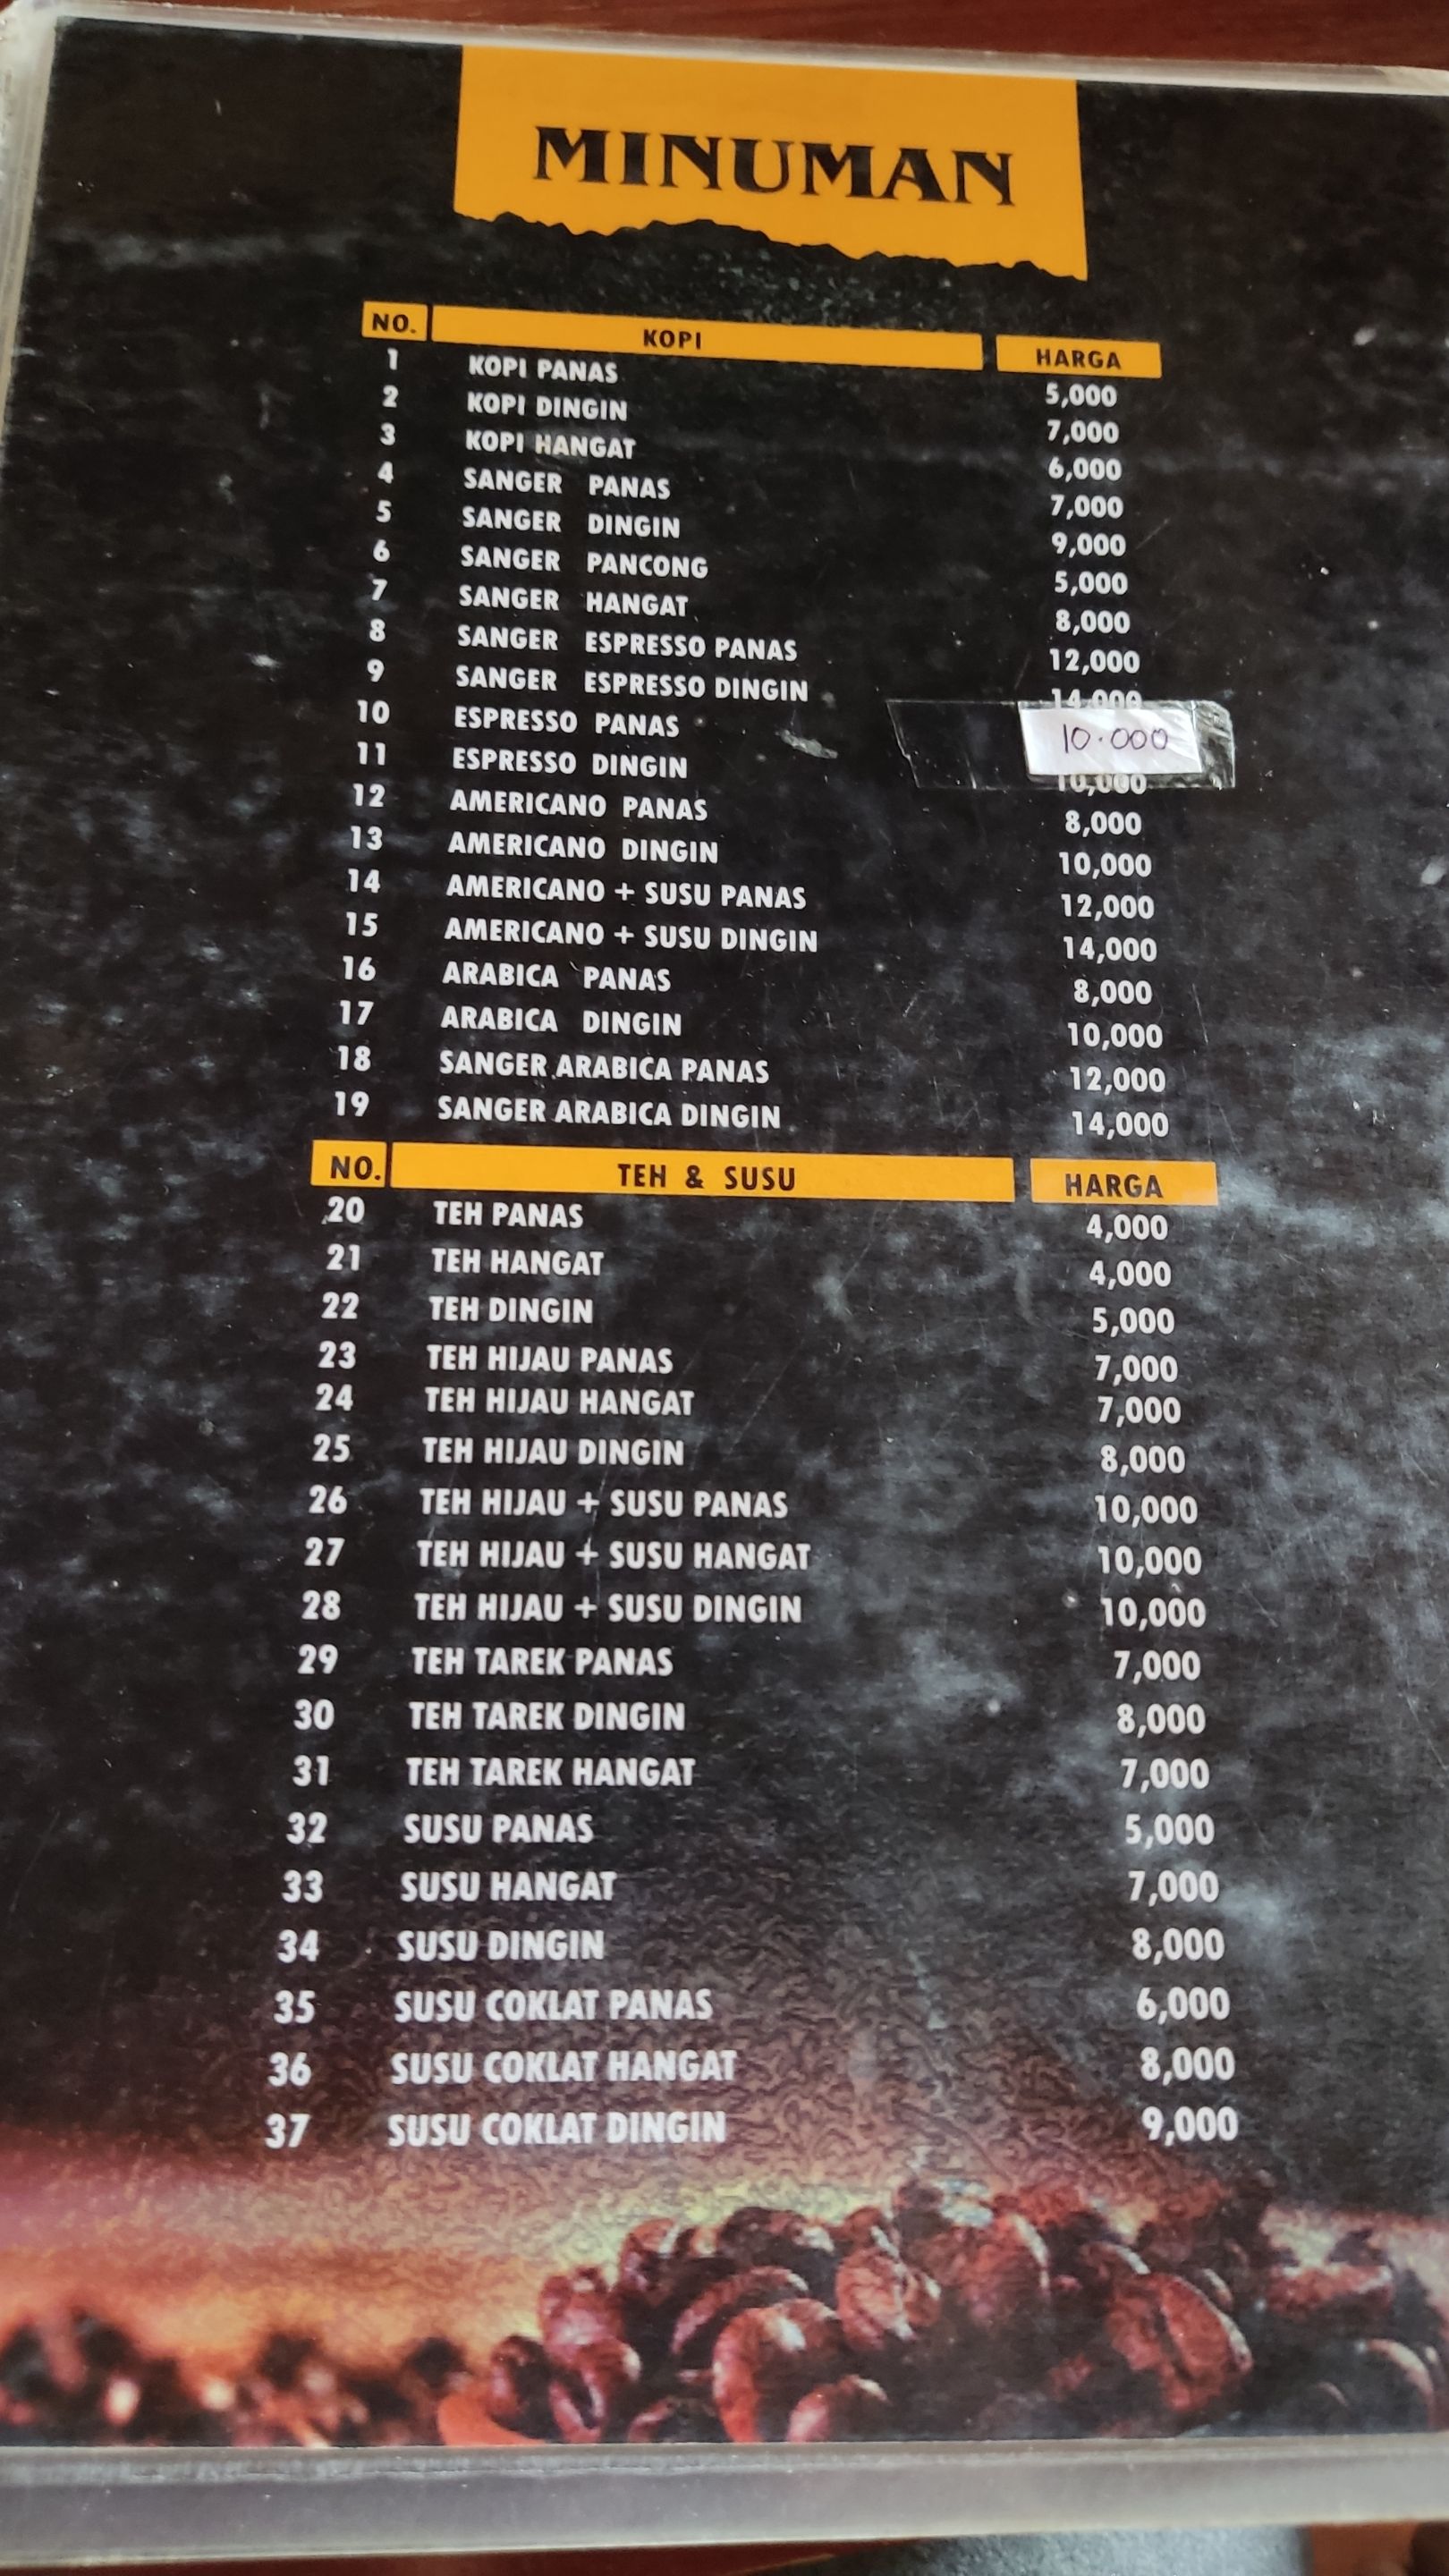 MINUMAN
NO. KOPI HARGA
1 KOPI PANAS 5,000
2 KOPI DINGIN 7,000
3 KOPI HANGAT 6,000
4 SANGER PANAS 7,000
5 SANGER DINGIN 9,000
6 SANGER PANCONG 5,000
7 SANGER HANGAT 8,000
8 SANGER ESPRESSO PANAS 12,000
9 SANGER ESPRESSO DINGIN 14,000
10 ESPRESSO PANAS 10.000
11 ESPRESSO DINGIN 10,000
12 AMERICANO PANAS 8,000
13 AMERICANO DINGIN 10,000
14 AMERICANO + SUSU PANAS 12,000
15 AMERICANO + SUSU DINGIN 14,000
16 ARABICA PANAS 8,000
17 ARABICA DINGIN 10,000
18 SANGER ARABICA PANAS 12,000
19 SANGER ARABICA DINGIN 14,000
NO. TEH & SUSU HARGA
20 TEH PANAS 4,000
21 TEH HANGAT 4,000
22 TEH DINGIN 5,000
23 TEH HIJAU PANAS 7,000
24 TEH HIJAU HANGAT 7,000
25 TEH HIJAU DINGIN 8,000
26 TEH HIJAU + SUSU PANAS 10,000
27 TEH HIJAU + SUSU HANGAT 10,000
28 TEH HIJAU + SUSU DINGIN 10,000
29 TEH TAREK PANAS 7,000
30 TEH TAREK DINGIN 8,000
31 TEH TAREK HANGAT 7,000
32 SUSU PANAS 5,000
33 SUSU HANGAT 7,000
34 SUSU DINGIN 8,000
35 SUSU COKLAT PANAS 6,000
36 SUSU COKLAT HANGAT 8,000
37 SUSU COKLAT DINGIN 9,000